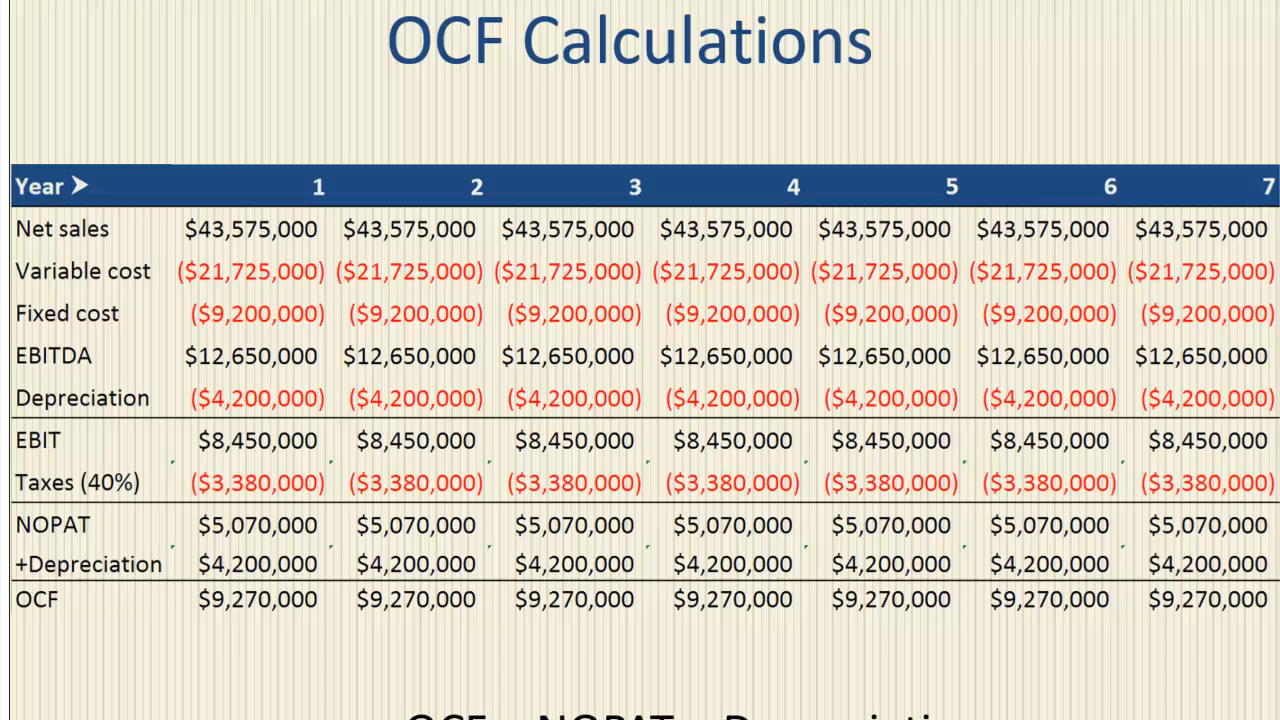 OCF Calculations
Year ➤ 1 2 3 4 5 6 7
Net sales $43,575,000 $43,575,000 $43,575,000 $43,575,000 $43,575,000 $43,575,000 $43,575,000
Variable cost ($21,725,000) ($21,725,000) ($21,725,000) ($21,725,000) ($21,725,000) ($21,725,000) ($21,725,000)
Fixed cost ($9,200,000) ($9,200,000) ($9,200,000) ($9,200,000) ($9,200,000) ($9,200,000) ($9,200,000)
EBITDA $12,650,000 $12,650,000 $12,650,000 $12,650,000 $12,650,000 $12,650,000 $12,650,000
Depreciation ($4,200,000) ($4,200,000) ($4,200,000) ($4,200,000) ($4,200,000) ($4,200,000) ($4,200,000)
EBIT $8,450,000 $8,450,000 $8,450,000 $8,450,000 $8,450,000 $8,450,000 $8,450,000
Taxes (40%) ($3,380,000) ($3,380,000) ($3,380,000) ($3,380,000) ($3,380,000) ($3,380,000) ($3,380,000)
NOPAT $5,070,000 $5,070,000 $5,070,000 $5,070,000 $5,070,000 $5,070,000 $5,070,000
+Depreciation $4,200,000 $4,200,000 $4,200,000 $4,200,000 $4,200,000 $4,200,000 $4,200,000
OCF $9,270,000 $9,270,000 $9,270,000 $9,270,000 $9,270,000 $9,270,000 $9,270,000